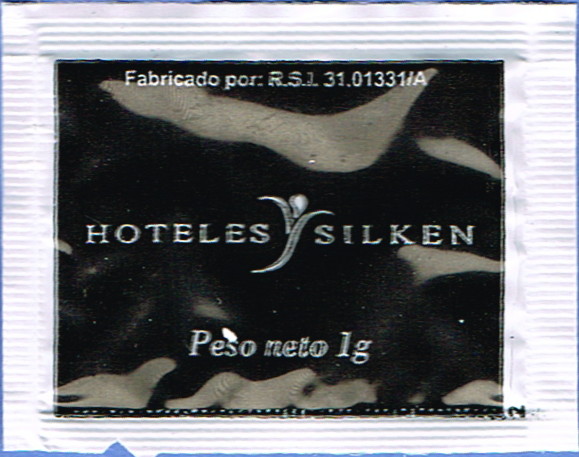 Fabricado por: R.S.I. 31.01331/A
HOTELES SILKEN
Peso neto 1g